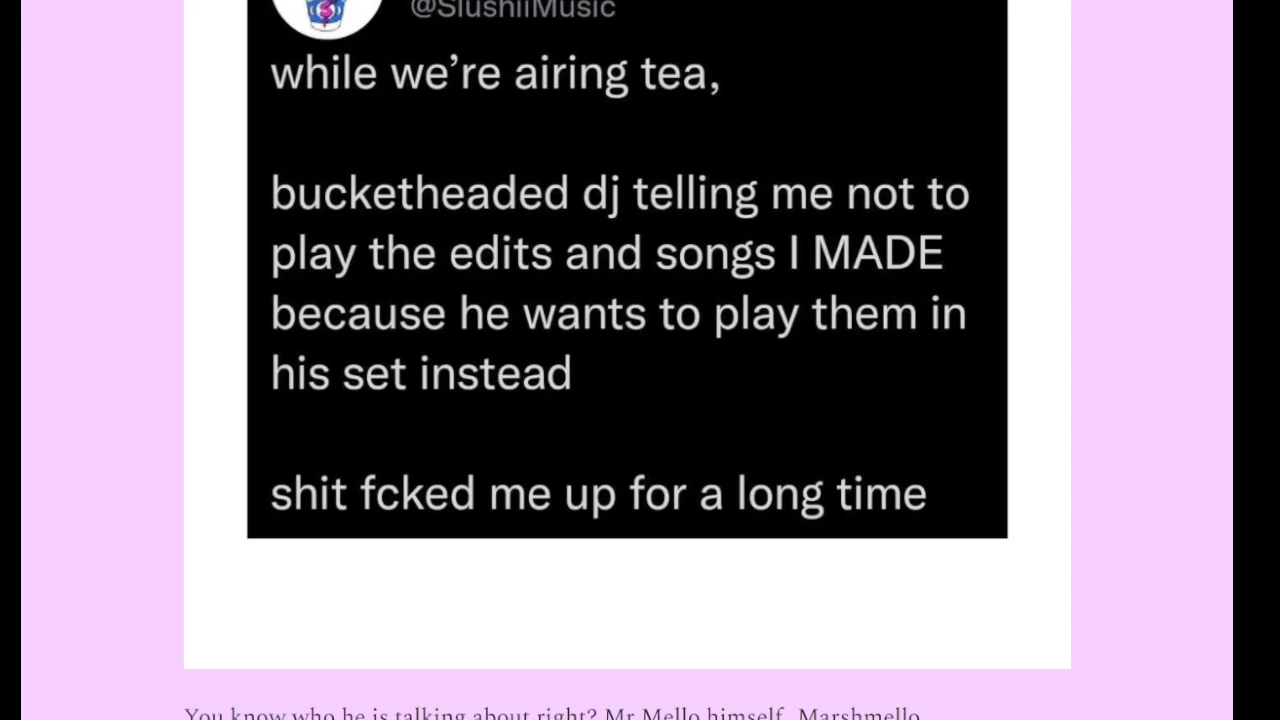 @SlushiiMusic
while we’re airing tea,
bucketheaded dj telling me not to
play the edits and songs I MADE
because he wants to play them in
his set instead
shit fcked me up for a long time
You know who he is talking about right? Mr Mello himself, Marshmello